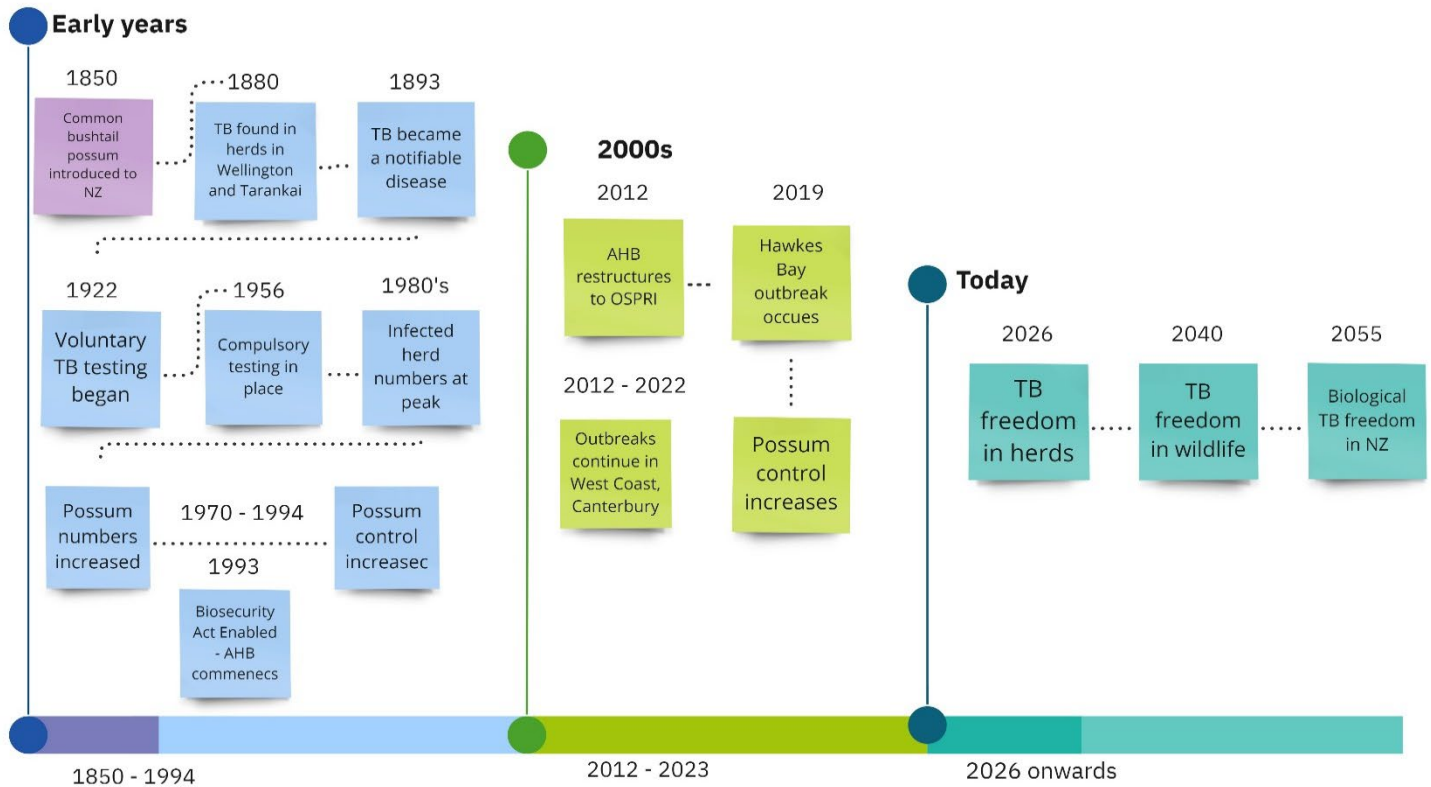 Early years
1850
Common
bushtail
possum
introduced to
NZ
1880
TB found in
herds in
Wellington
and Tarankai
1893
TB became
a notifiable
disease
1922
Voluntary
TB testing
began
1956
Compulsory
testing in
place
1980's
Infected
herd
numbers at
peak
Possum
numbers
increased
1970 - 1994
Possum
control
increasec
1993
Biosecurity
Act Enabled
- AHB
commenecs
2000s
2012
AHB
restructures
to OSPRI
2019
Hawkes
Bay
outbreak
occues
2012 - 2022
Outbreaks
continue in
West Coast,
Canterbury
Possum
control
increases
Today
2026
TB
freedom
in herds
2040
TB
freedom
in wildlife
2055
Biological
TB freedom
in NZ
1850 - 1994
2012 - 2023
2026 onwards